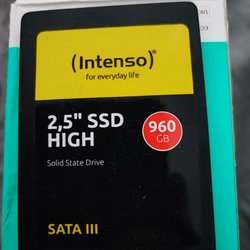 (Intenso)®
for everyday life
2,5" SSD
HIGH
960
GB
Solid State Drive
SATA III